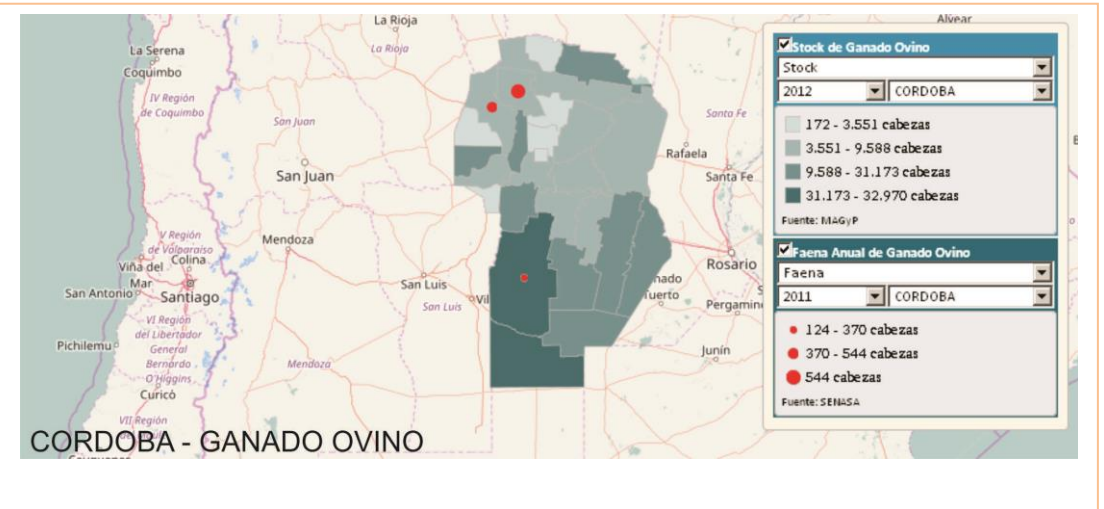 La Rioja
Alvear
La Serena
Coquimbo
La Rioja
IV Región
de Coquimbo
San Juan
Santa Fe
Rafaela
San Juan
Santa Fe
V Región
de Valparaíso
Mendoza
Viña del
Mar
Colina
Rosario
San Luis
San Antonio
Santiago
San Luis
Vil
nado
uerto
Pergamin
VI Región
del Libertador
General
Bernardo
O'Higgins
Pichilemu
Mendoza
Junín
Curicó
VII Región
CORDOBA - GANADO OVINO
Stock de Ganado Ovino
Stock
2012 CORDOBA
172 - 3.551 cabezas
3.551 - 9.588 cabezas
9.588 - 31.173 cabezas
31.173 - 32.970 cabezas
Fuente: MAGyP
Faena Anual de Ganado Ovino
Faena
2011 CORDOBA
124 - 370 cabezas
370 - 544 cabezas
544 cabezas
Fuente: SENASA